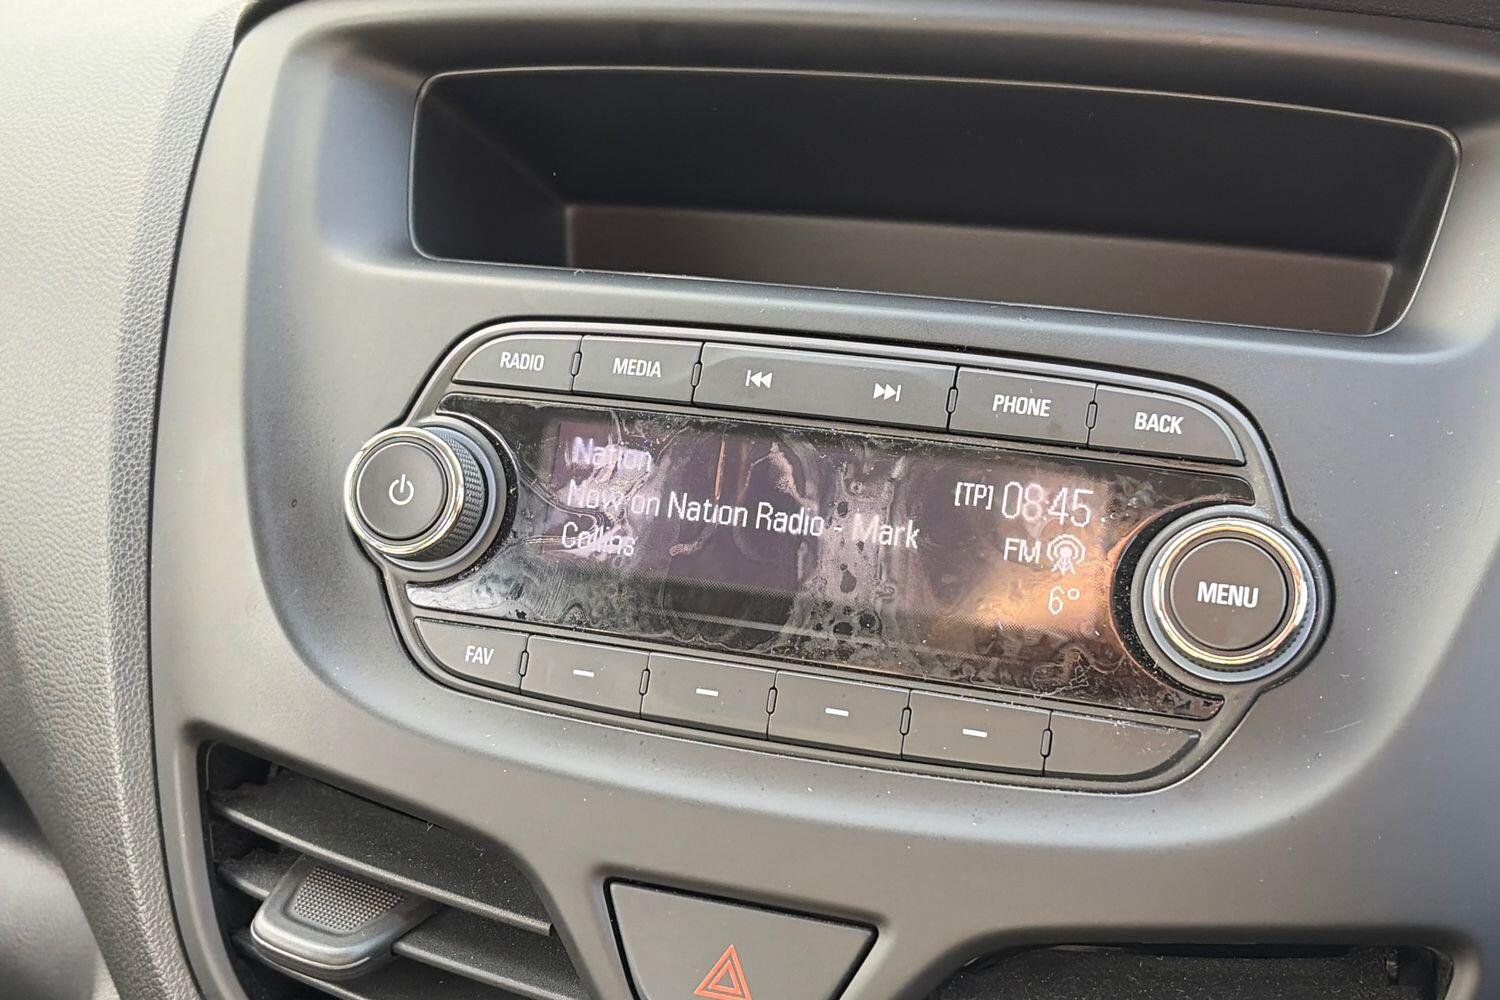 RADIO MEDIA PHONE BACK
Nation
[TP] 08:45
Now on Nation Radio - Mark
Collins
FM
6°
MENU
FAV